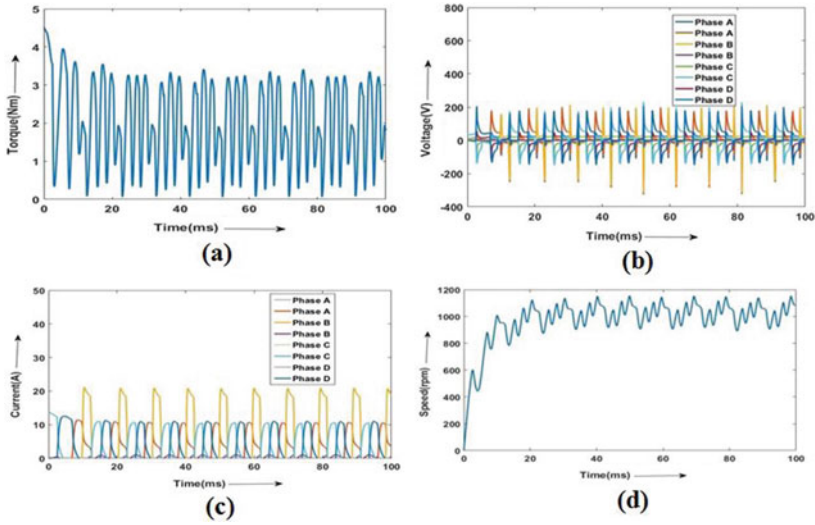 5
4
3
2
1
0
Torque(Nm)
0 20 40 60 80 100
Time(ms)
(a)
800
600
400
200
0
-200
-400
Voltage(V)
Phase A
Phase A
Phase B
Phase B
Phase C
Phase C
Phase D
Phase D
0 20 40 60 80 100
Time(ms)
(b)
50
40
30
20
10
0
Current(A)
Phase A
Phase A
Phase B
Phase B
Phase C
Phase C
Phase D
Phase D
0 20 40 60 80 100
Time(ms)
(c)
1200
1000
800
600
400
200
0
Speed(rpm)
0 20 40 60 80 100
Time(ms)
(d)